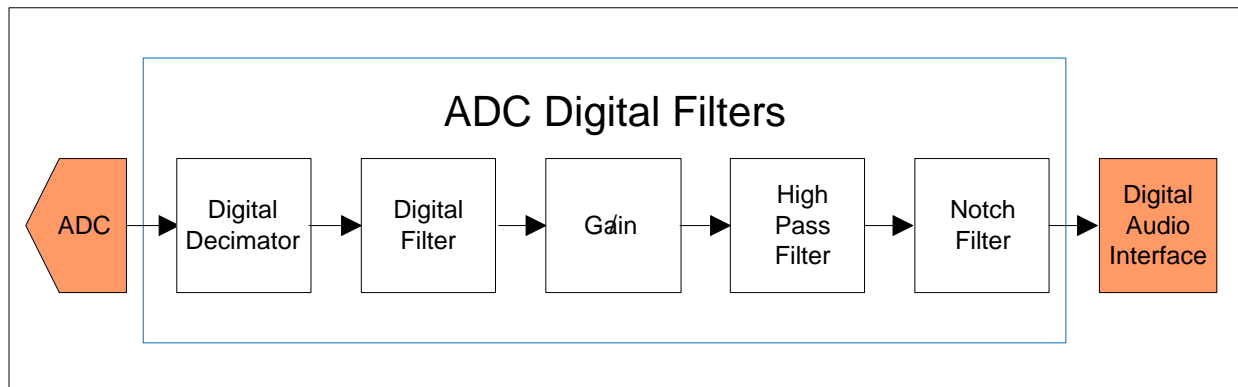 ADC Digital Filters
ADC
Digital
Decimator
Digital
Filter
Gain
High
Pass
Filter
Notch
Filter
Digital
Audio
Interface